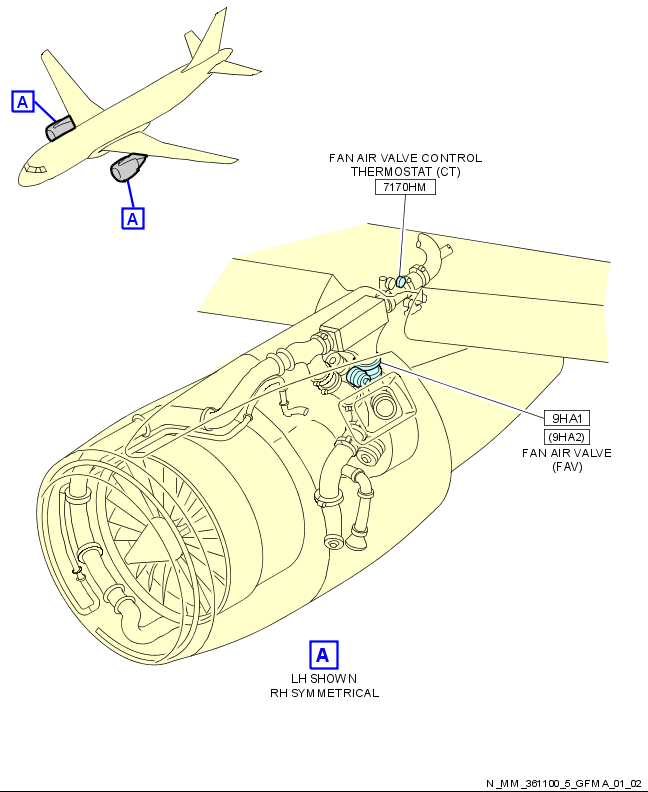 A
A
FAN AIR VALVE CONTROL
THERMOSTAT (CT)
7170HM
9HA1
(9HA2)
FAN AIR VALVE
(FAV)
A
LH SHOWN
RH SYMMETRICAL
N_MM_361100_5_GFMA_01_02